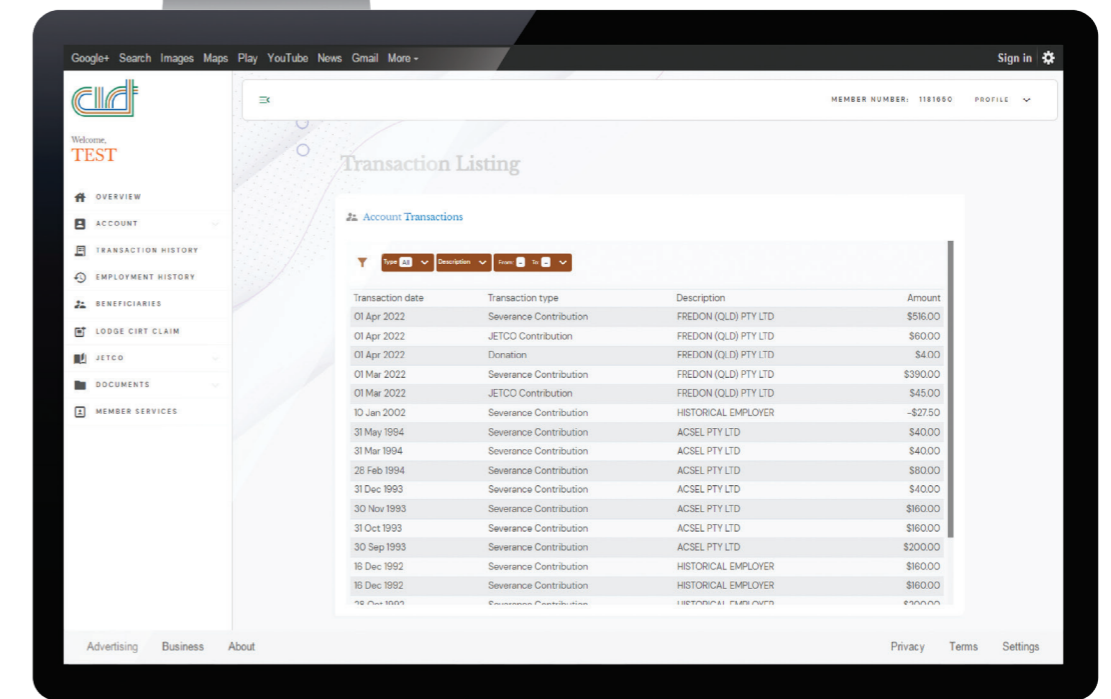 Google+ Search Images Maps Play YouTube News Gmail More Sign in
cirt
MEMBER NUMBER: 1181650 PROFILE
Welcome,
TEST
Transaction Listing
OVERVIEW
ACCOUNT
TRANSACTION HISTORY
EMPLOYMENT HISTORY
BENEFICIARIES
LODGE CIRT CLAIM
JETCO
DOCUMENTS
MEMBER SERVICES
Account Transactions
Type All Description From - To -
Transaction date Transaction type Description Amount
01 Apr 2022 Severance Contribution FREDON (QLD) PTY LTD $516.00
01 Apr 2022 JETCO Contribution FREDON (QLD) PTY LTD $60.00
01 Apr 2022 Donation FREDON (QLD) PTY LTD $4.00
01 Mar 2022 Severance Contribution FREDON (QLD) PTY LTD $390.00
01 Mar 2022 JETCO Contribution FREDON (QLD) PTY LTD $45.00
10 Jan 2002 Severance Contribution HISTORICAL EMPLOYER -$27.50
31 May 1994 Severance Contribution ACSEL PTY LTD $40.00
31 Mar 1994 Severance Contribution ACSEL PTY LTD $40.00
28 Feb 1994 Severance Contribution ACSEL PTY LTD $80.00
31 Dec 1993 Severance Contribution ACSEL PTY LTD $40.00
30 Nov 1993 Severance Contribution ACSEL PTY LTD $160.00
31 Oct 1993 Severance Contribution ACSEL PTY LTD $160.00
30 Sep 1993 Severance Contribution ACSEL PTY LTD $200.00
16 Dec 1992 Severance Contribution HISTORICAL EMPLOYER $160.00
16 Dec 1992 Severance Contribution HISTORICAL EMPLOYER $160.00
28 Oct 1992 Severance Contribution HISTORICAL EMPLOYER $200.00
Advertising Business About Privacy Terms Settings